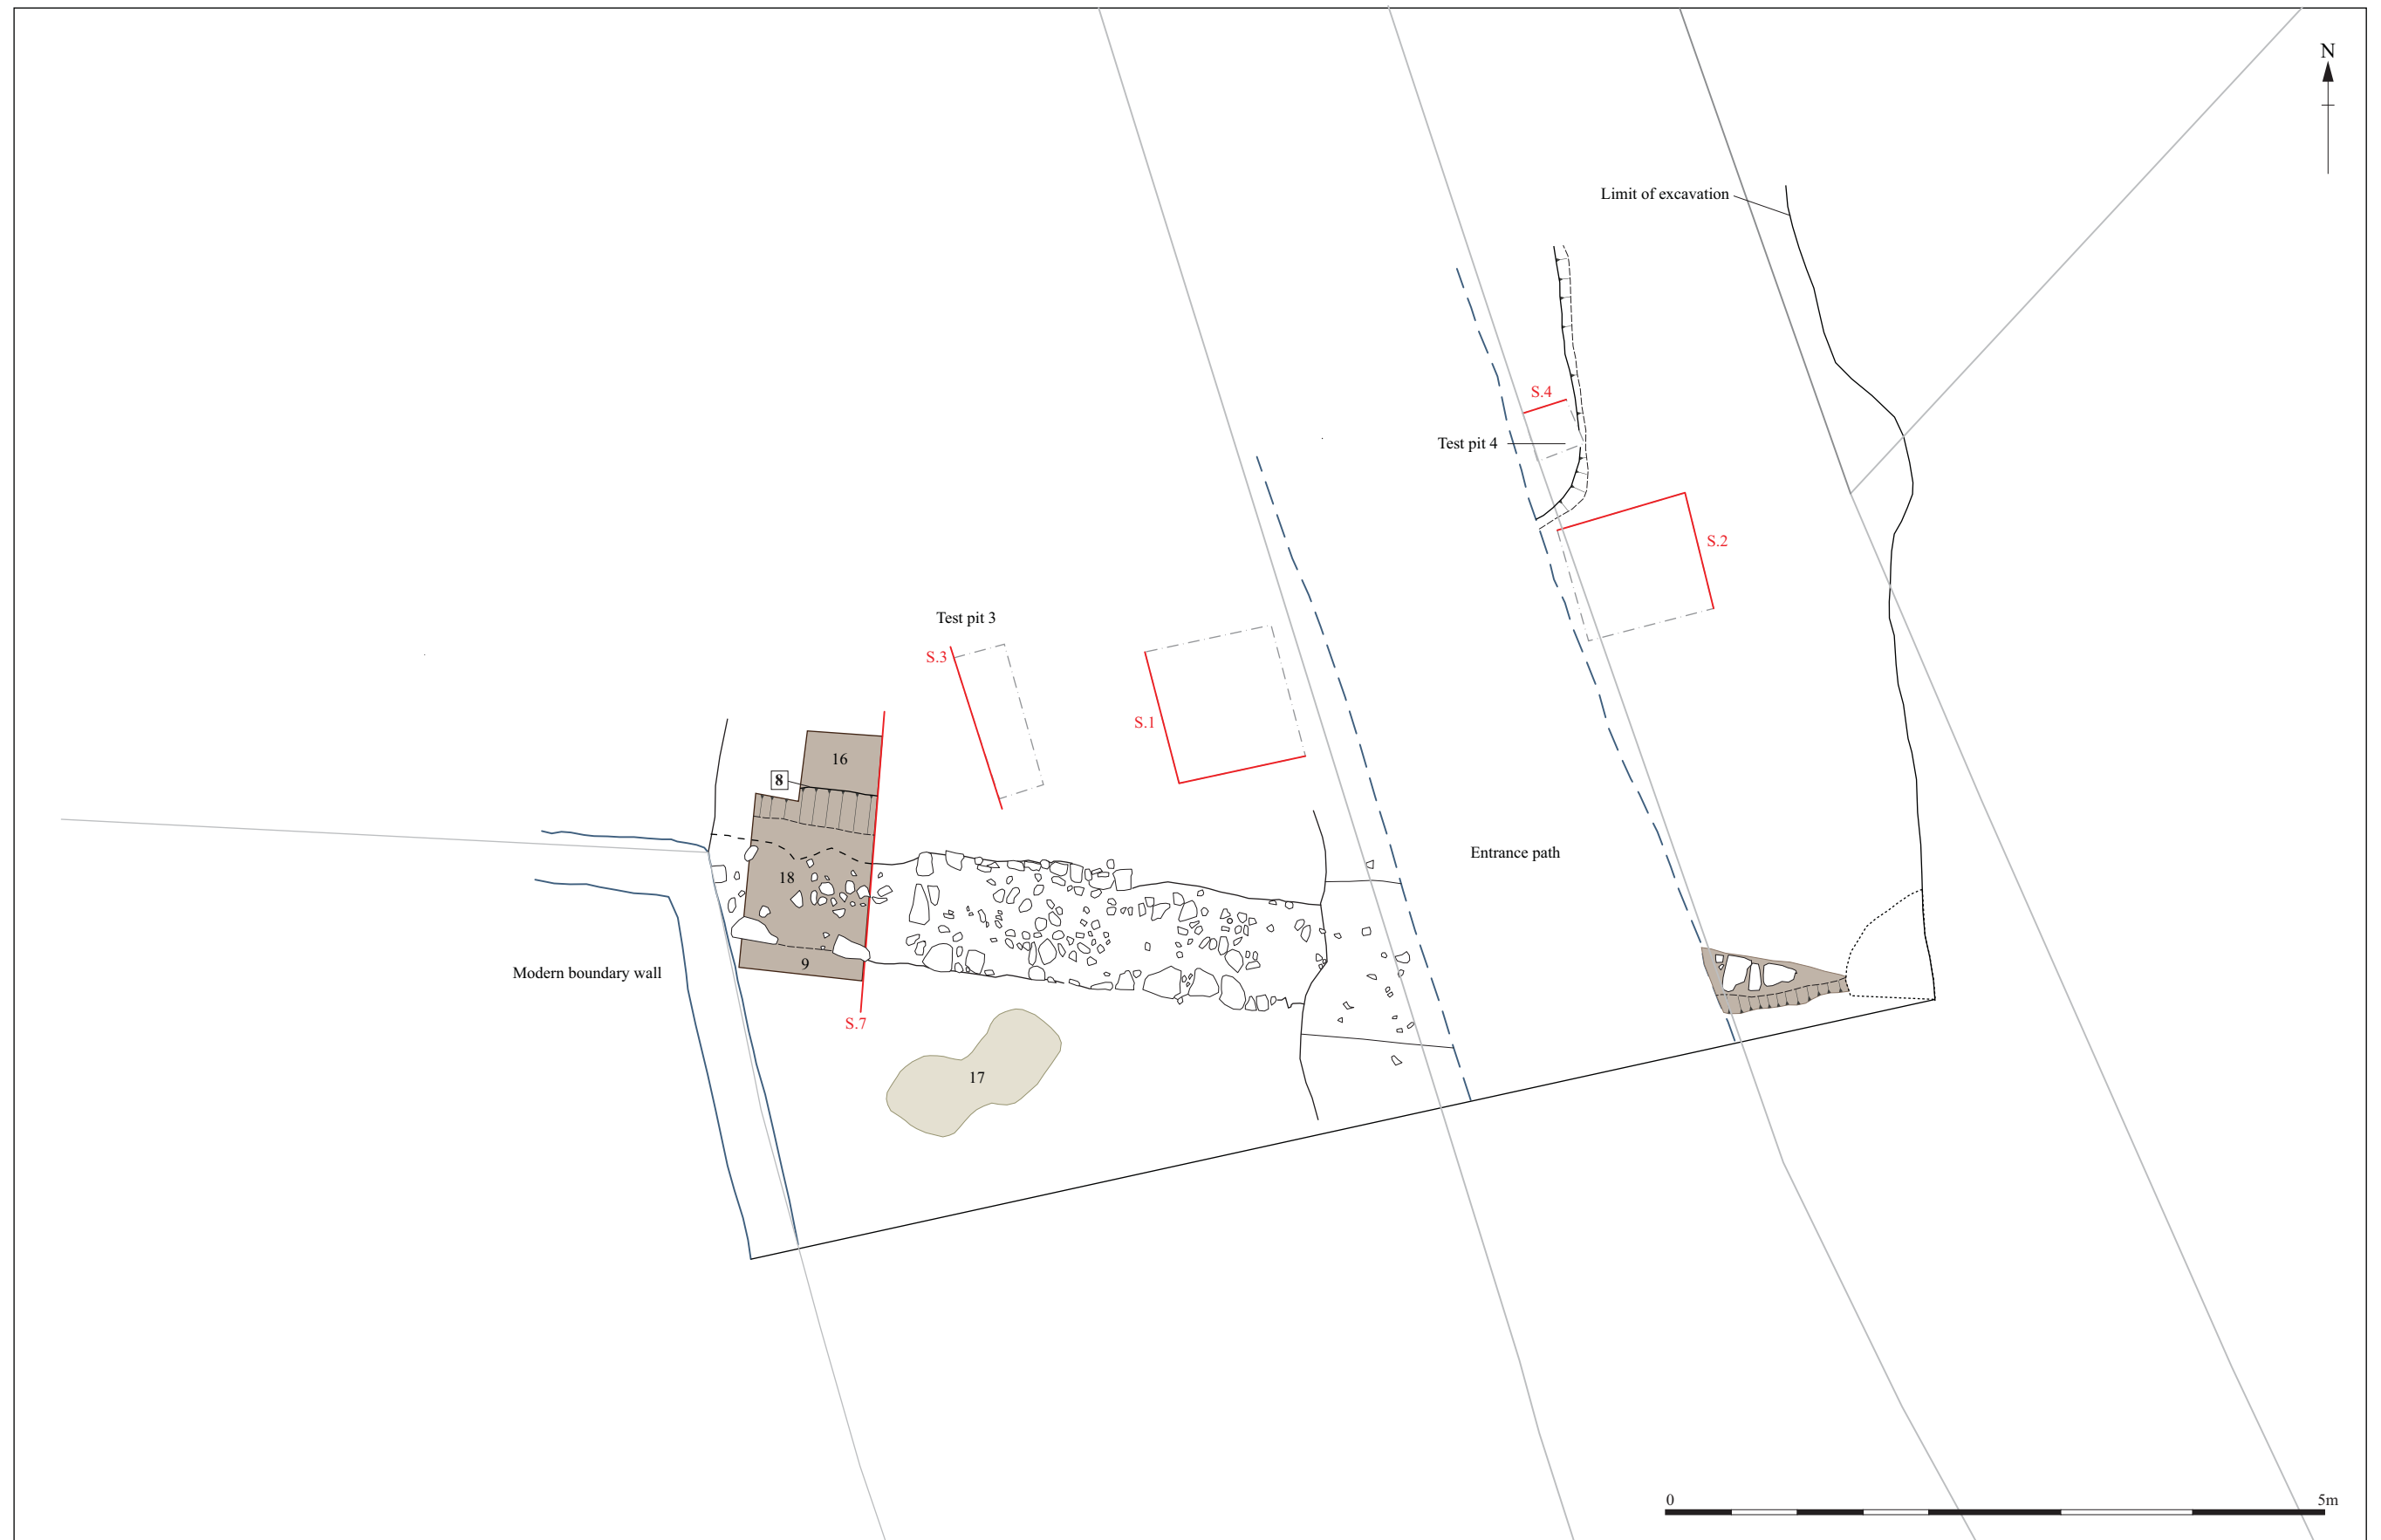 N
Limit of excavation
S.4
Test pit 4
S.2
Test pit 3
S.3
S.1
16
8
Entrance path
18
9
Modern boundary wall
S.7
17
0
5m